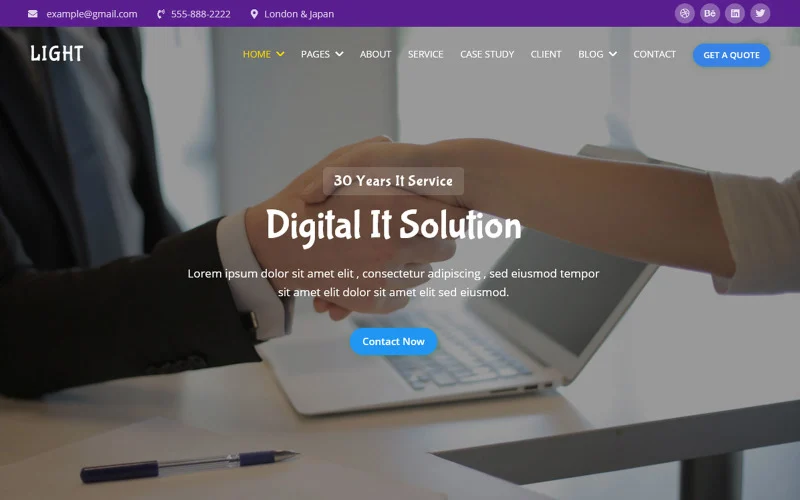 example@gmail.com 555-888-2222 London & Japan Bē
LIGHT HOME PAGES ABOUT SERVICE CASE STUDY CLIENT BLOG CONTACT GET A QUOTE
30 Years It Service
Digital It Solution
Lorem ipsum dolor sit amet elit , consectetur adipiscing , sed eiusmod tempor
sit amet elit dolor sit amet elit sed eiusmod.
Contact Now